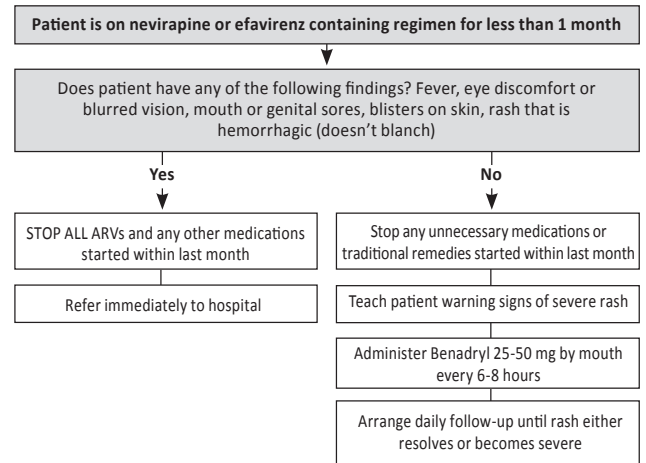 Patient is on nevirapine or efavirenz containing regimen for less than 1 month
Does patient have any of the following findings? Fever, eye discomfort or
blurred vision, mouth or genital sores, blisters on skin, rash that is
hemorrhagic (doesn't blanch)
Yes
No
STOP ALL ARVs and any other medications
started within last month
Refer immediately to hospital
Stop any unnecessary medications or
traditional remedies started within last month
Teach patient warning signs of severe rash
Administer Benadryl 25-50 mg by mouth
every 6-8 hours
Arrange daily follow-up until rash either
resolves or becomes severe